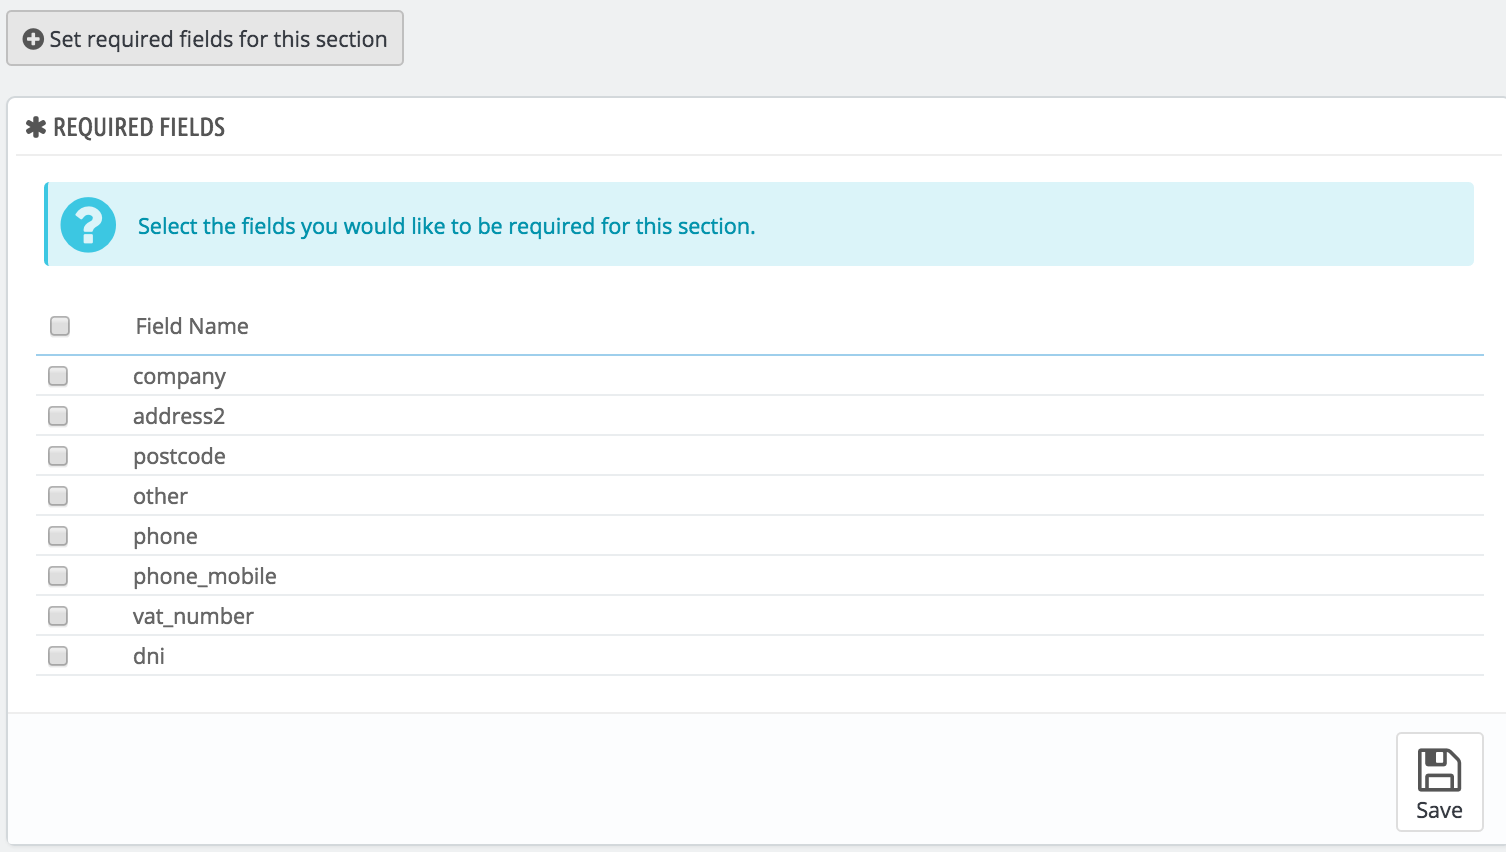 Set required fields for this section
REQUIRED FIELDS
Select the fields you would like to be required for this section.
Field Name
company
address2
postcode
other
phone
phone_mobile
vat_number
dni
Save